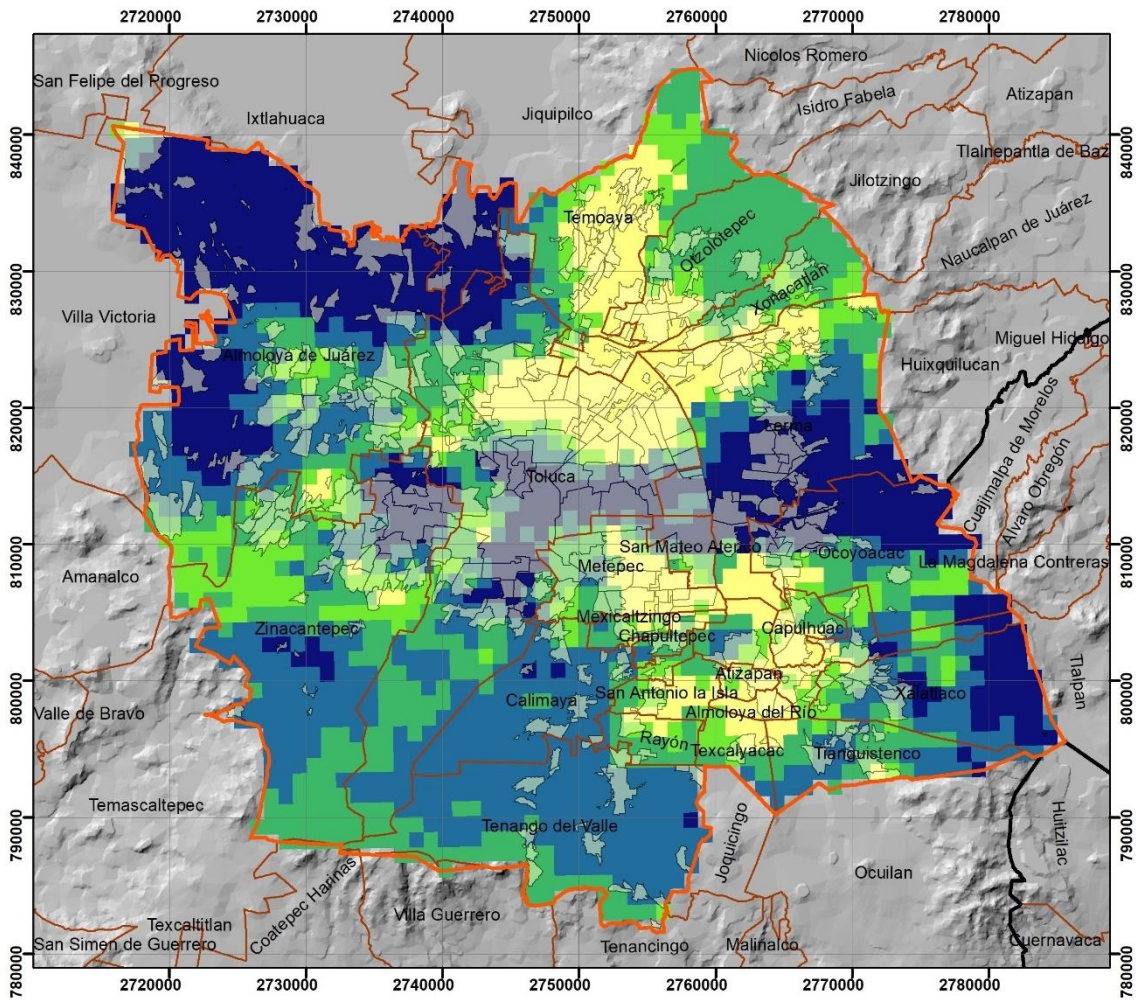 2720000 2730000 2740000 2750000 2760000 2770000 2780000
Nicolos Romero
San Felipe del Progreso
Isidro Fabela
Atizapan
Ixtlahuaca
Jiquipilco
840000
840000
Tlalnepantla de Baz
Jilotzingo
Temoaya
Otzolotepec
Naucalpan de Juárez
Xonacatlán
830000
830000
Villa Victoria
Miguel Hidalgo
Almoloya de Juárez
Huixquilucan
820000
820000
Cuajimalpa de Morelos
Lerma
Alvaro Obregón
Toluca
810000
810000
San Mateo Atenco
Ocoyoacac
La Magdalena Contreras
Metepec
Amanalco
Mexicaltzingo
Zinacantepec
Chapultepec
Capulhuac
Tlalpan
Atizapan
800000
800000
San Antonio la Isla
Xalatlaco
Calimaya
Valle de Bravo
Almoloya del Río
Rayón
Texcalyacac
Tianguistenco
Temascaltepec
790000
790000
Tenango del Valle
Huitzilac
Joquicingo
Ocuilan
Coatepec Harinas
Villa Guerrero
Texcaltitlan
San Simen de Guerrero
Tenancingo
Malinalco
Cuernavaca
780000
780000
2720000 2730000 2740000 2750000 2760000 2770000 2780000